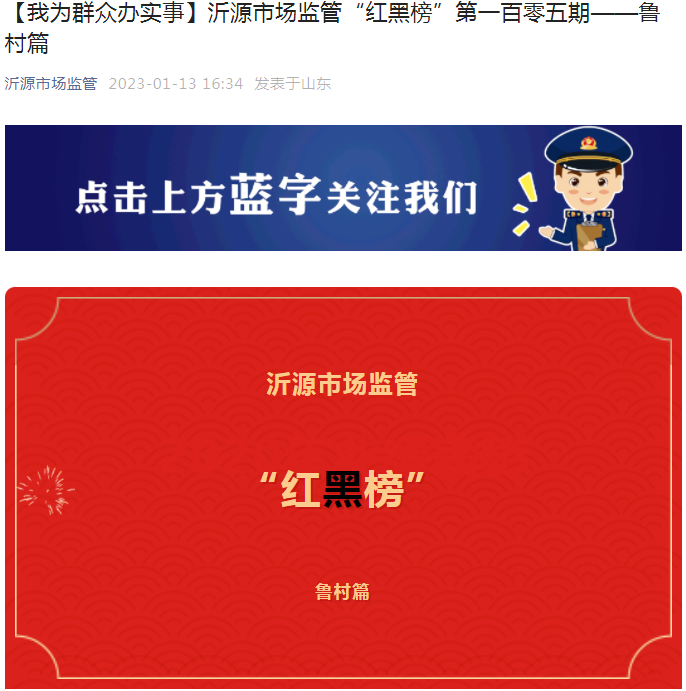 【我为群众办实事】沂源市场监管“红黑榜”第一百零五期——鲁
村篇
沂源市场监管 2023-01-13 16:34 发表于山东
点击上方蓝字关注我们
沂源市场监管
“红黑榜”
鲁村篇